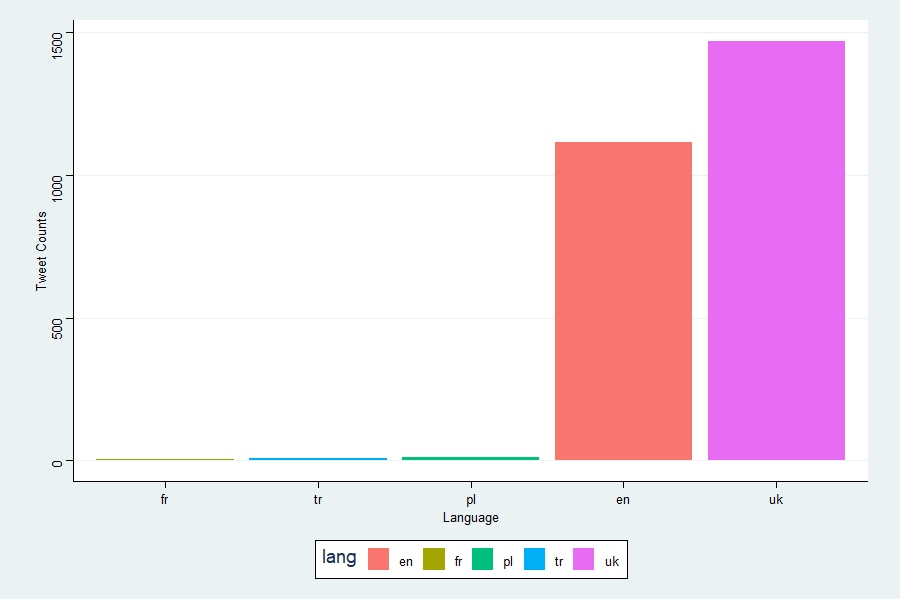 1500
1000
500
0
Tweet Counts
fr tr pl en uk
Language
lang en fr pl tr uk